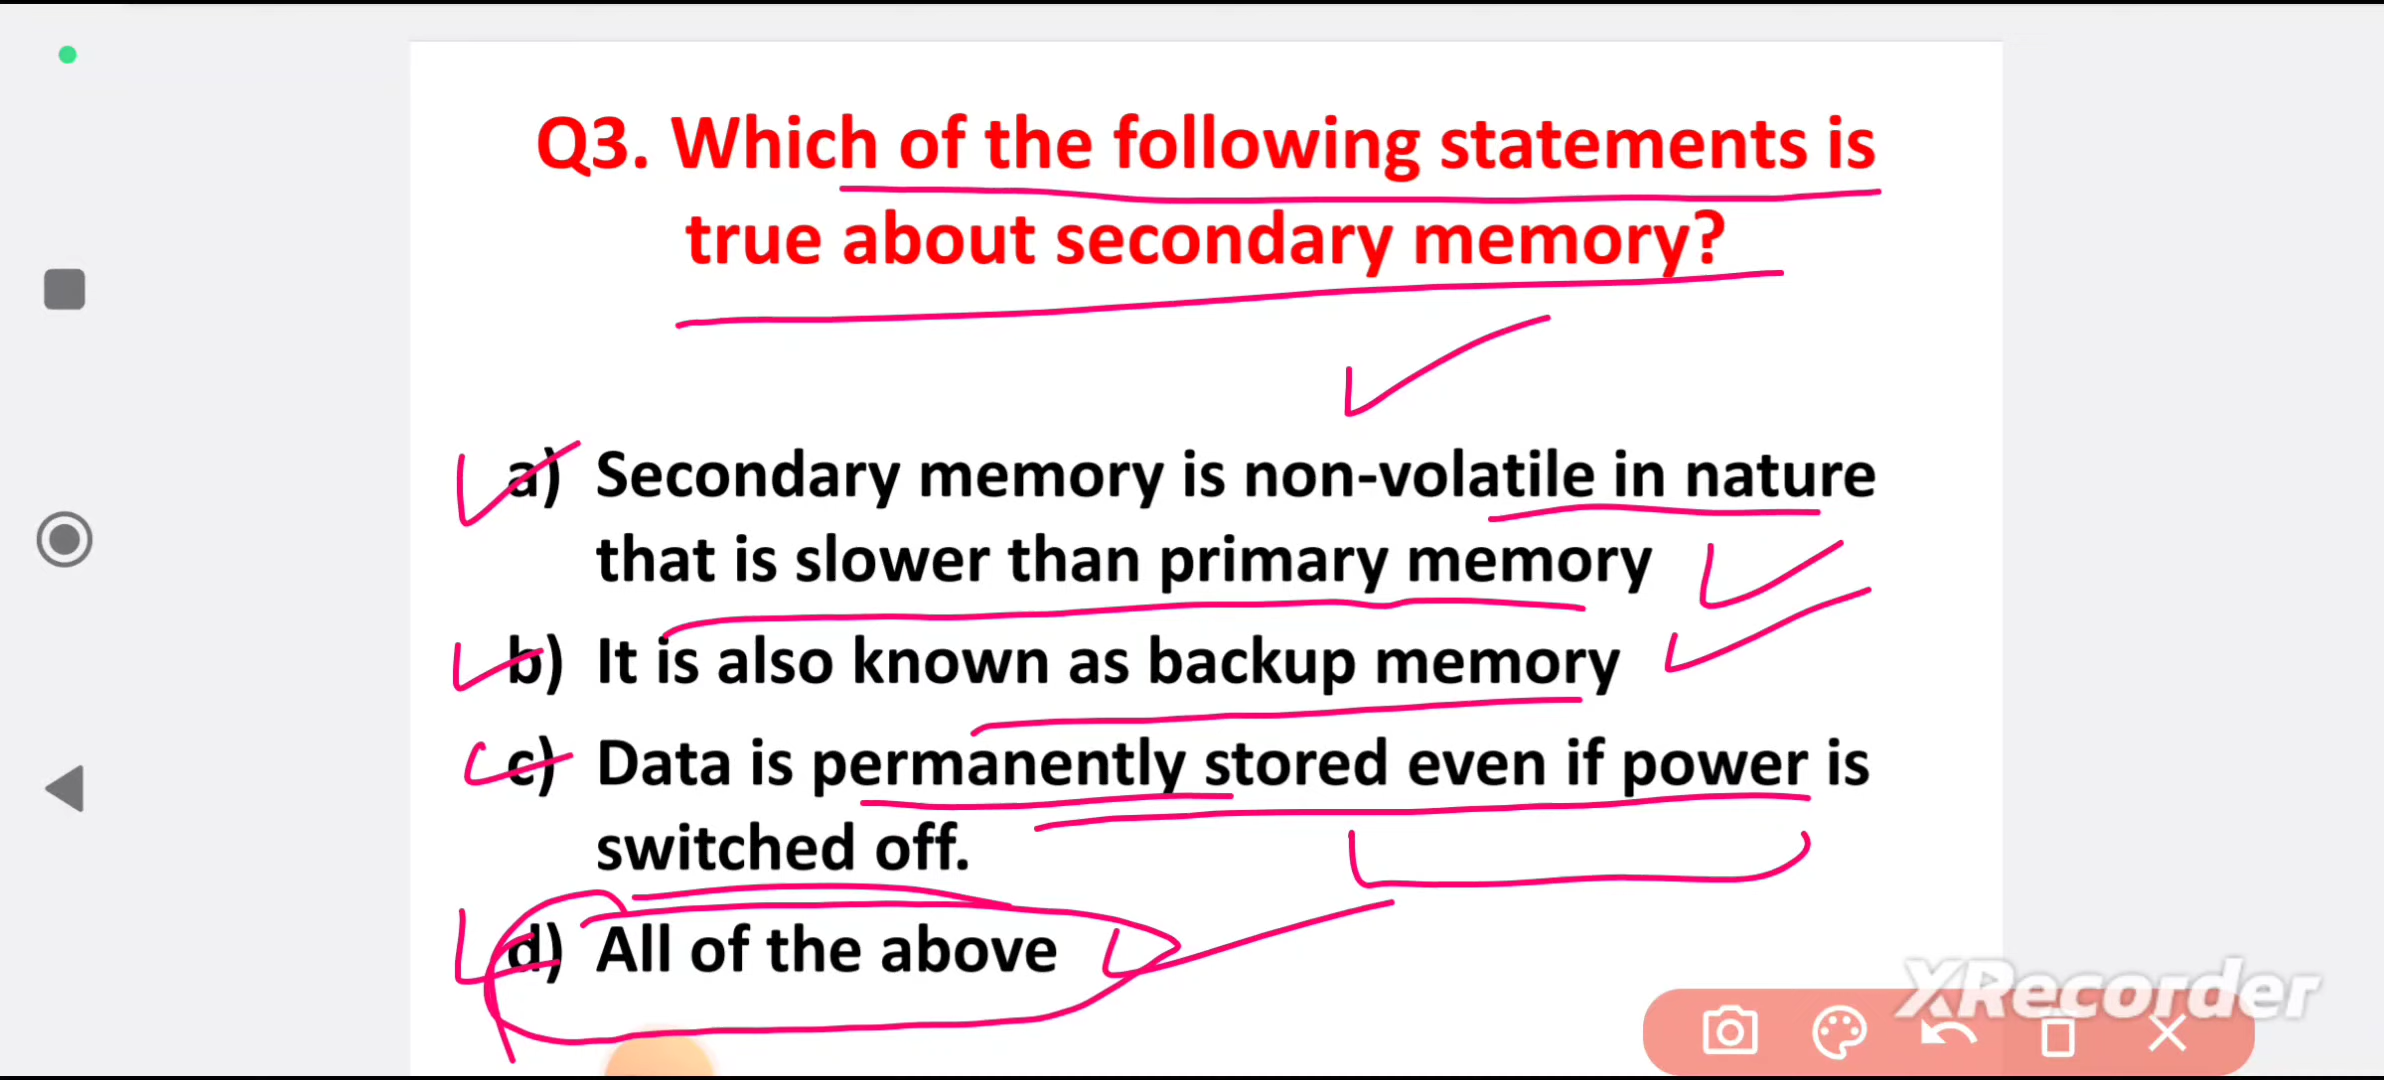 Q3. Which of the following statements is
true about secondary memory?
a) Secondary memory is non-volatile in nature
that is slower than primary memory
b) It is also known as backup memory
c) Data is permanently stored even if power is
switched off.
d) All of the above
XRecorder